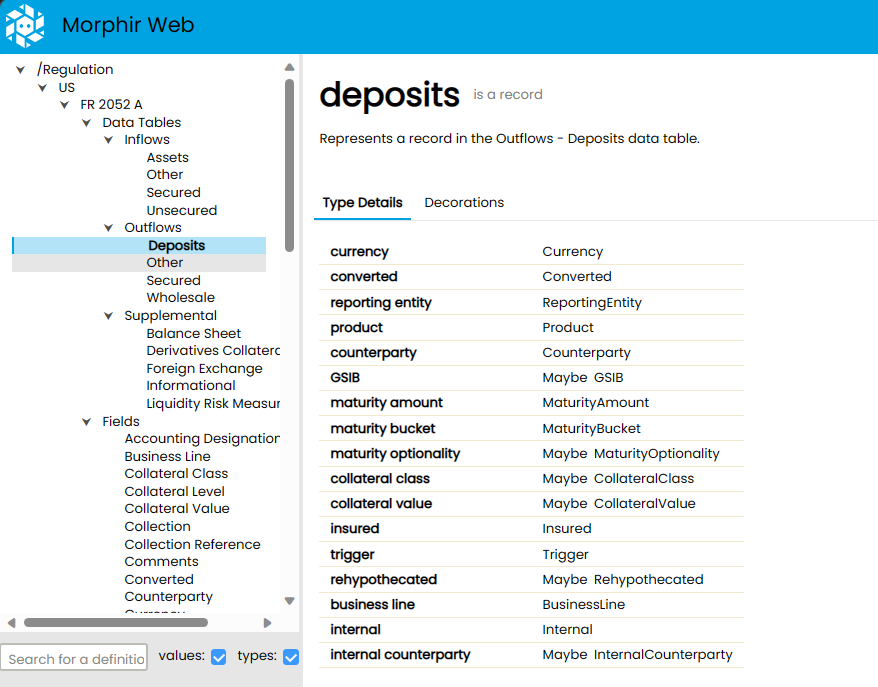 Morphir Web
/Regulation
US
FR 2052 A
Data Tables
Inflows
Assets
Other
Secured
Unsecured
Outflows
Deposits
Other
Secured
Wholesale
Supplemental
Balance Sheet
Derivatives Collatera
Foreign Exchange
Informational
Liquidity Risk Measur
Fields
Accounting Designation
Business Line
Collateral Class
Collateral Level
Collateral Value
Collection
Collection Reference
Comments
Converted
Counterparty
Currency
Search for a definitio
values: types:
deposits is a record
Represents a record in the Outflows - Deposits data table.
Type Details Decorations
currency Currency
converted Converted
reporting entity ReportingEntity
product Product
counterparty Counterparty
GSIB Maybe GSIB
maturity amount MaturityAmount
maturity bucket MaturityBucket
maturity optionality Maybe MaturityOptionality
collateral class Maybe CollateralClass
collateral value Maybe CollateralValue
insured Insured
trigger Trigger
rehypothecated Maybe Rehypothecated
business line BusinessLine
internal Internal
internal counterparty Maybe InternalCounterparty